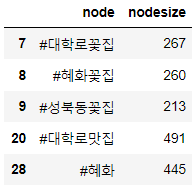 node nodesize
7 #대학로꽃집 267
8 #혜화꽃집 260
9 #성북동꽃집 213
20 #대학로맛집 491
28 #혜화 445